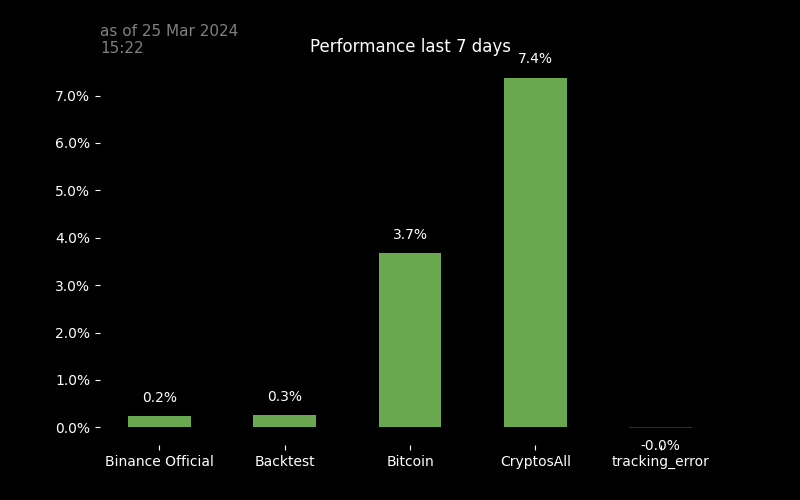 as of 25 Mar 2024
15:22
Performance last 7 days
7.4%
7.0%
6.0%
5.0%
4.0%
3.7%
3.0%
2.0%
1.0%
0.2%
0.3%
0.0%
-0.0%
Binance Official
Backtest
Bitcoin
CryptosAll
tracking_error